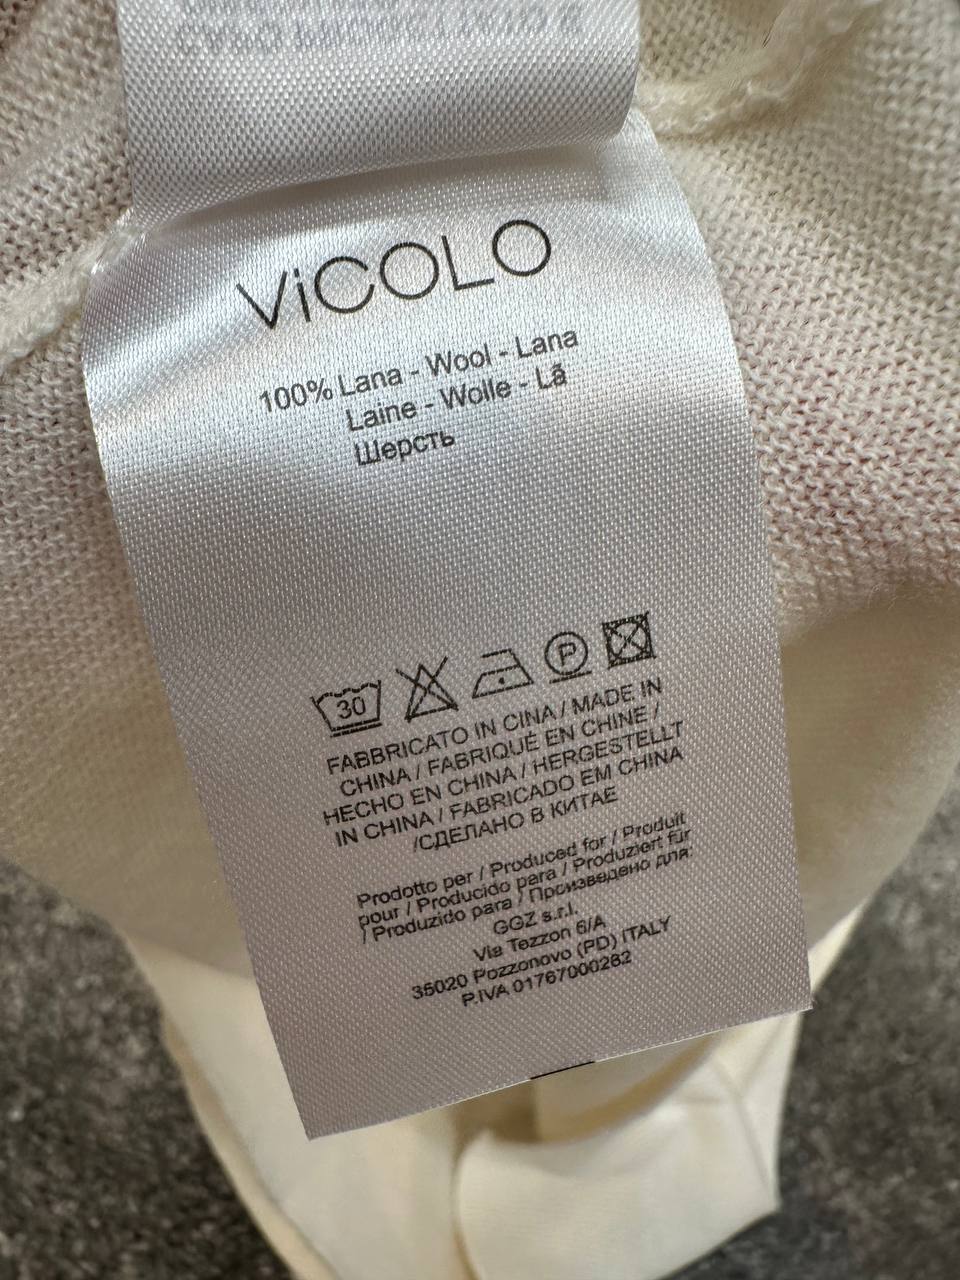 ViCOLO
100% Lana - Wool - Lana
Laine - Wolle - Lã
Шерсть
30
P
FABBRICATO IN CINA / MADE IN
CHINA / FABRIQUÉ EN CHINE /
HECHO EN CHINA / HERGESTELLT
IN CHINA / FABRICADO EM CHINA
/СДЕЛАНО В КИТАЕ
Prodotto per / Produced for / Produit
pour / Producido para / Produziert für
/ Produzido para / Произведено для:
GGZ s.r.l.
Via Tezzon 6/A
35020 Pozzonovo (PD) ITALY
P.IVA 01767000282